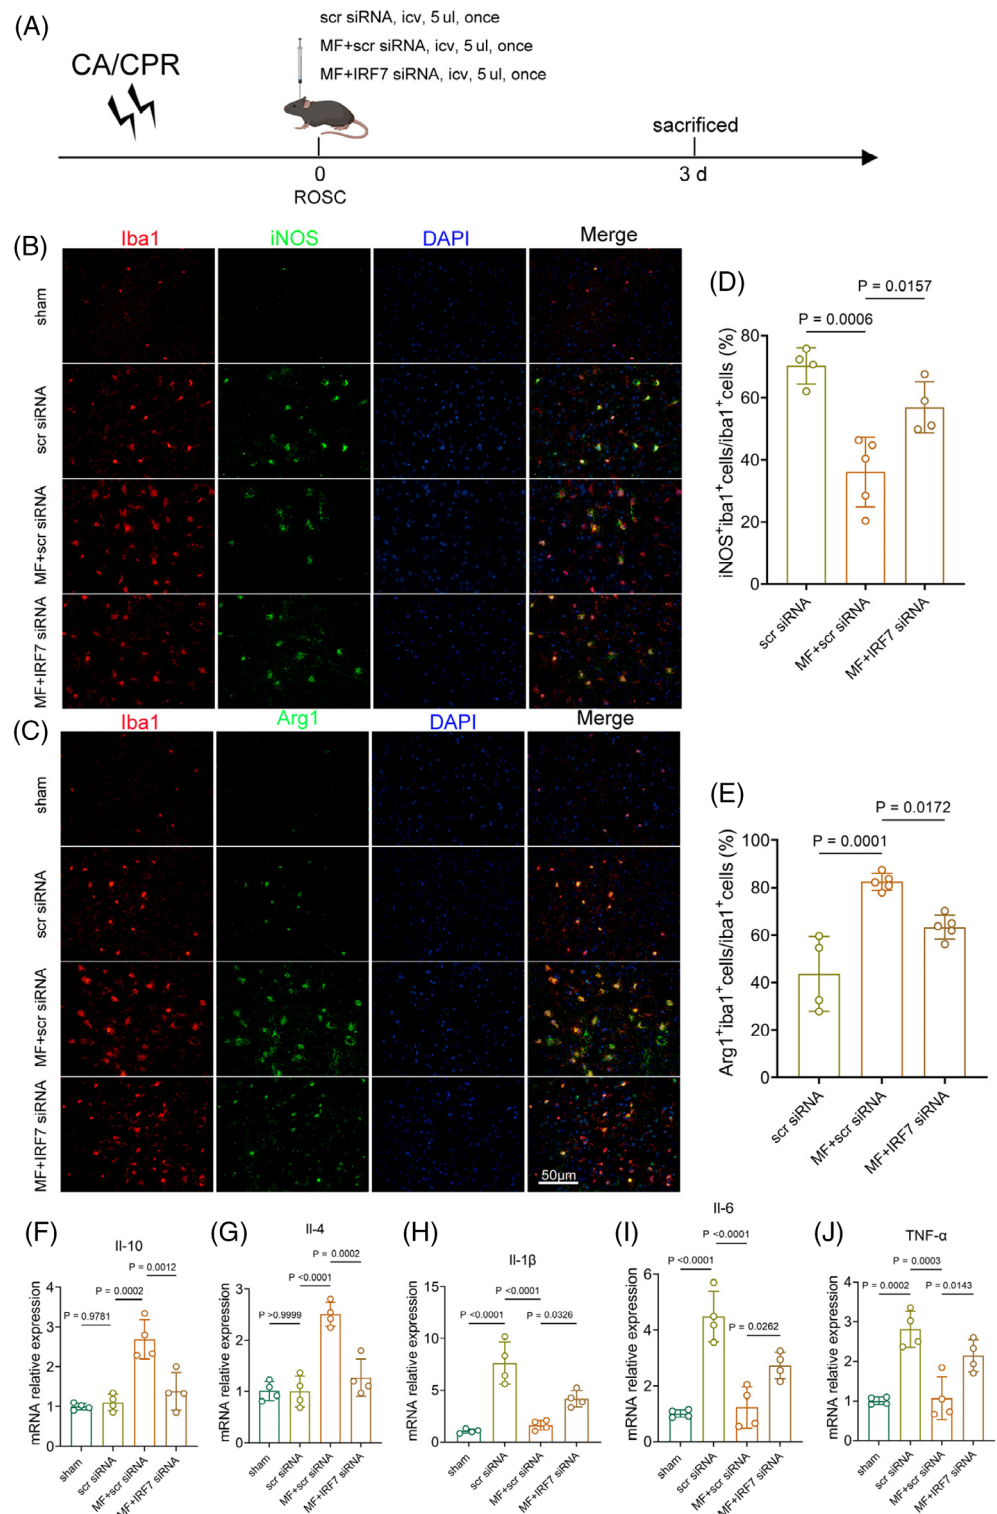 (A)
scr siRNA, icv, 5 ul, once
MF+scr siRNA, icv, 5 ul, once
MF+IRF7 siRNA, icv, 5 ul, once
CA/CPR
sacrificed
0
3 d
ROSC
(B)
Iba1 iNOS DAPI Merge
sham
scr siRNA
MF+scr siRNA
MF+IRF7 siRNA
(D)
P = 0.0157
P = 0.0006
iNOS⁺iba1⁺cells/iba1⁺cells (%)
80
60
40
20
0
scr siRNA
MF+scr siRNA
MF+IRF7 siRNA
(C)
Iba1 Arg1 DAPI Merge
sham
scr siRNA
MF+scr siRNA
MF+IRF7 siRNA
50μm
(E)
P = 0.0172
P = 0.0001
Arg1⁺iba1⁺cells/iba1⁺cells (%)
100
80
60
40
20
0
scr siRNA
MF+scr siRNA
MF+IRF7 siRNA
(F)
Il-10
P = 0.0012
P = 0.0002
P = 0.9781
mRNA relative expression
4
3
2
1
0
sham
scr siRNA
MF+scr siRNA
MF+IRF7 siRNA
(G)
Il-4
P = 0.0002
P <0.0001
P >0.9999
mRNA relative expression
3
2
1
0
sham
scr siRNA
MF+scr siRNA
MF+IRF7 siRNA
(H)
Il-1β
P <0.0001
P <0.0001
P = 0.0326
mRNA relative expression
15
10
5
0
sham
scr siRNA
MF+scr siRNA
MF+IRF7 siRNA
(I)
Il-6
P <0.0001
P <0.0001
P = 0.0262
mRNA relative expression
6
4
2
0
sham
scr siRNA
MF+scr siRNA
MF+IRF7 siRNA
(J)
TNF-α
P = 0.0003
P = 0.0002
P = 0.0143
mRNA relative expression
4
3
2
1
0
sham
scr siRNA
MF+scr siRNA
MF+IRF7 siRNA